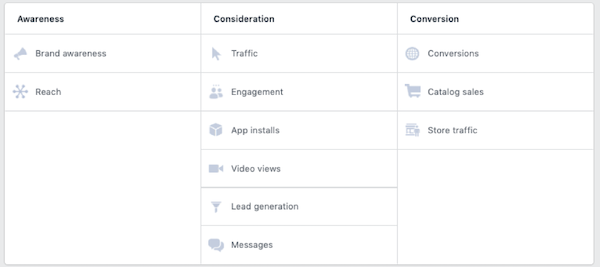 Awareness
Consideration
Conversion
Brand awareness
Traffic
Conversions
Reach
Engagement
Catalog sales
App installs
Store traffic
Video views
Lead generation
Messages